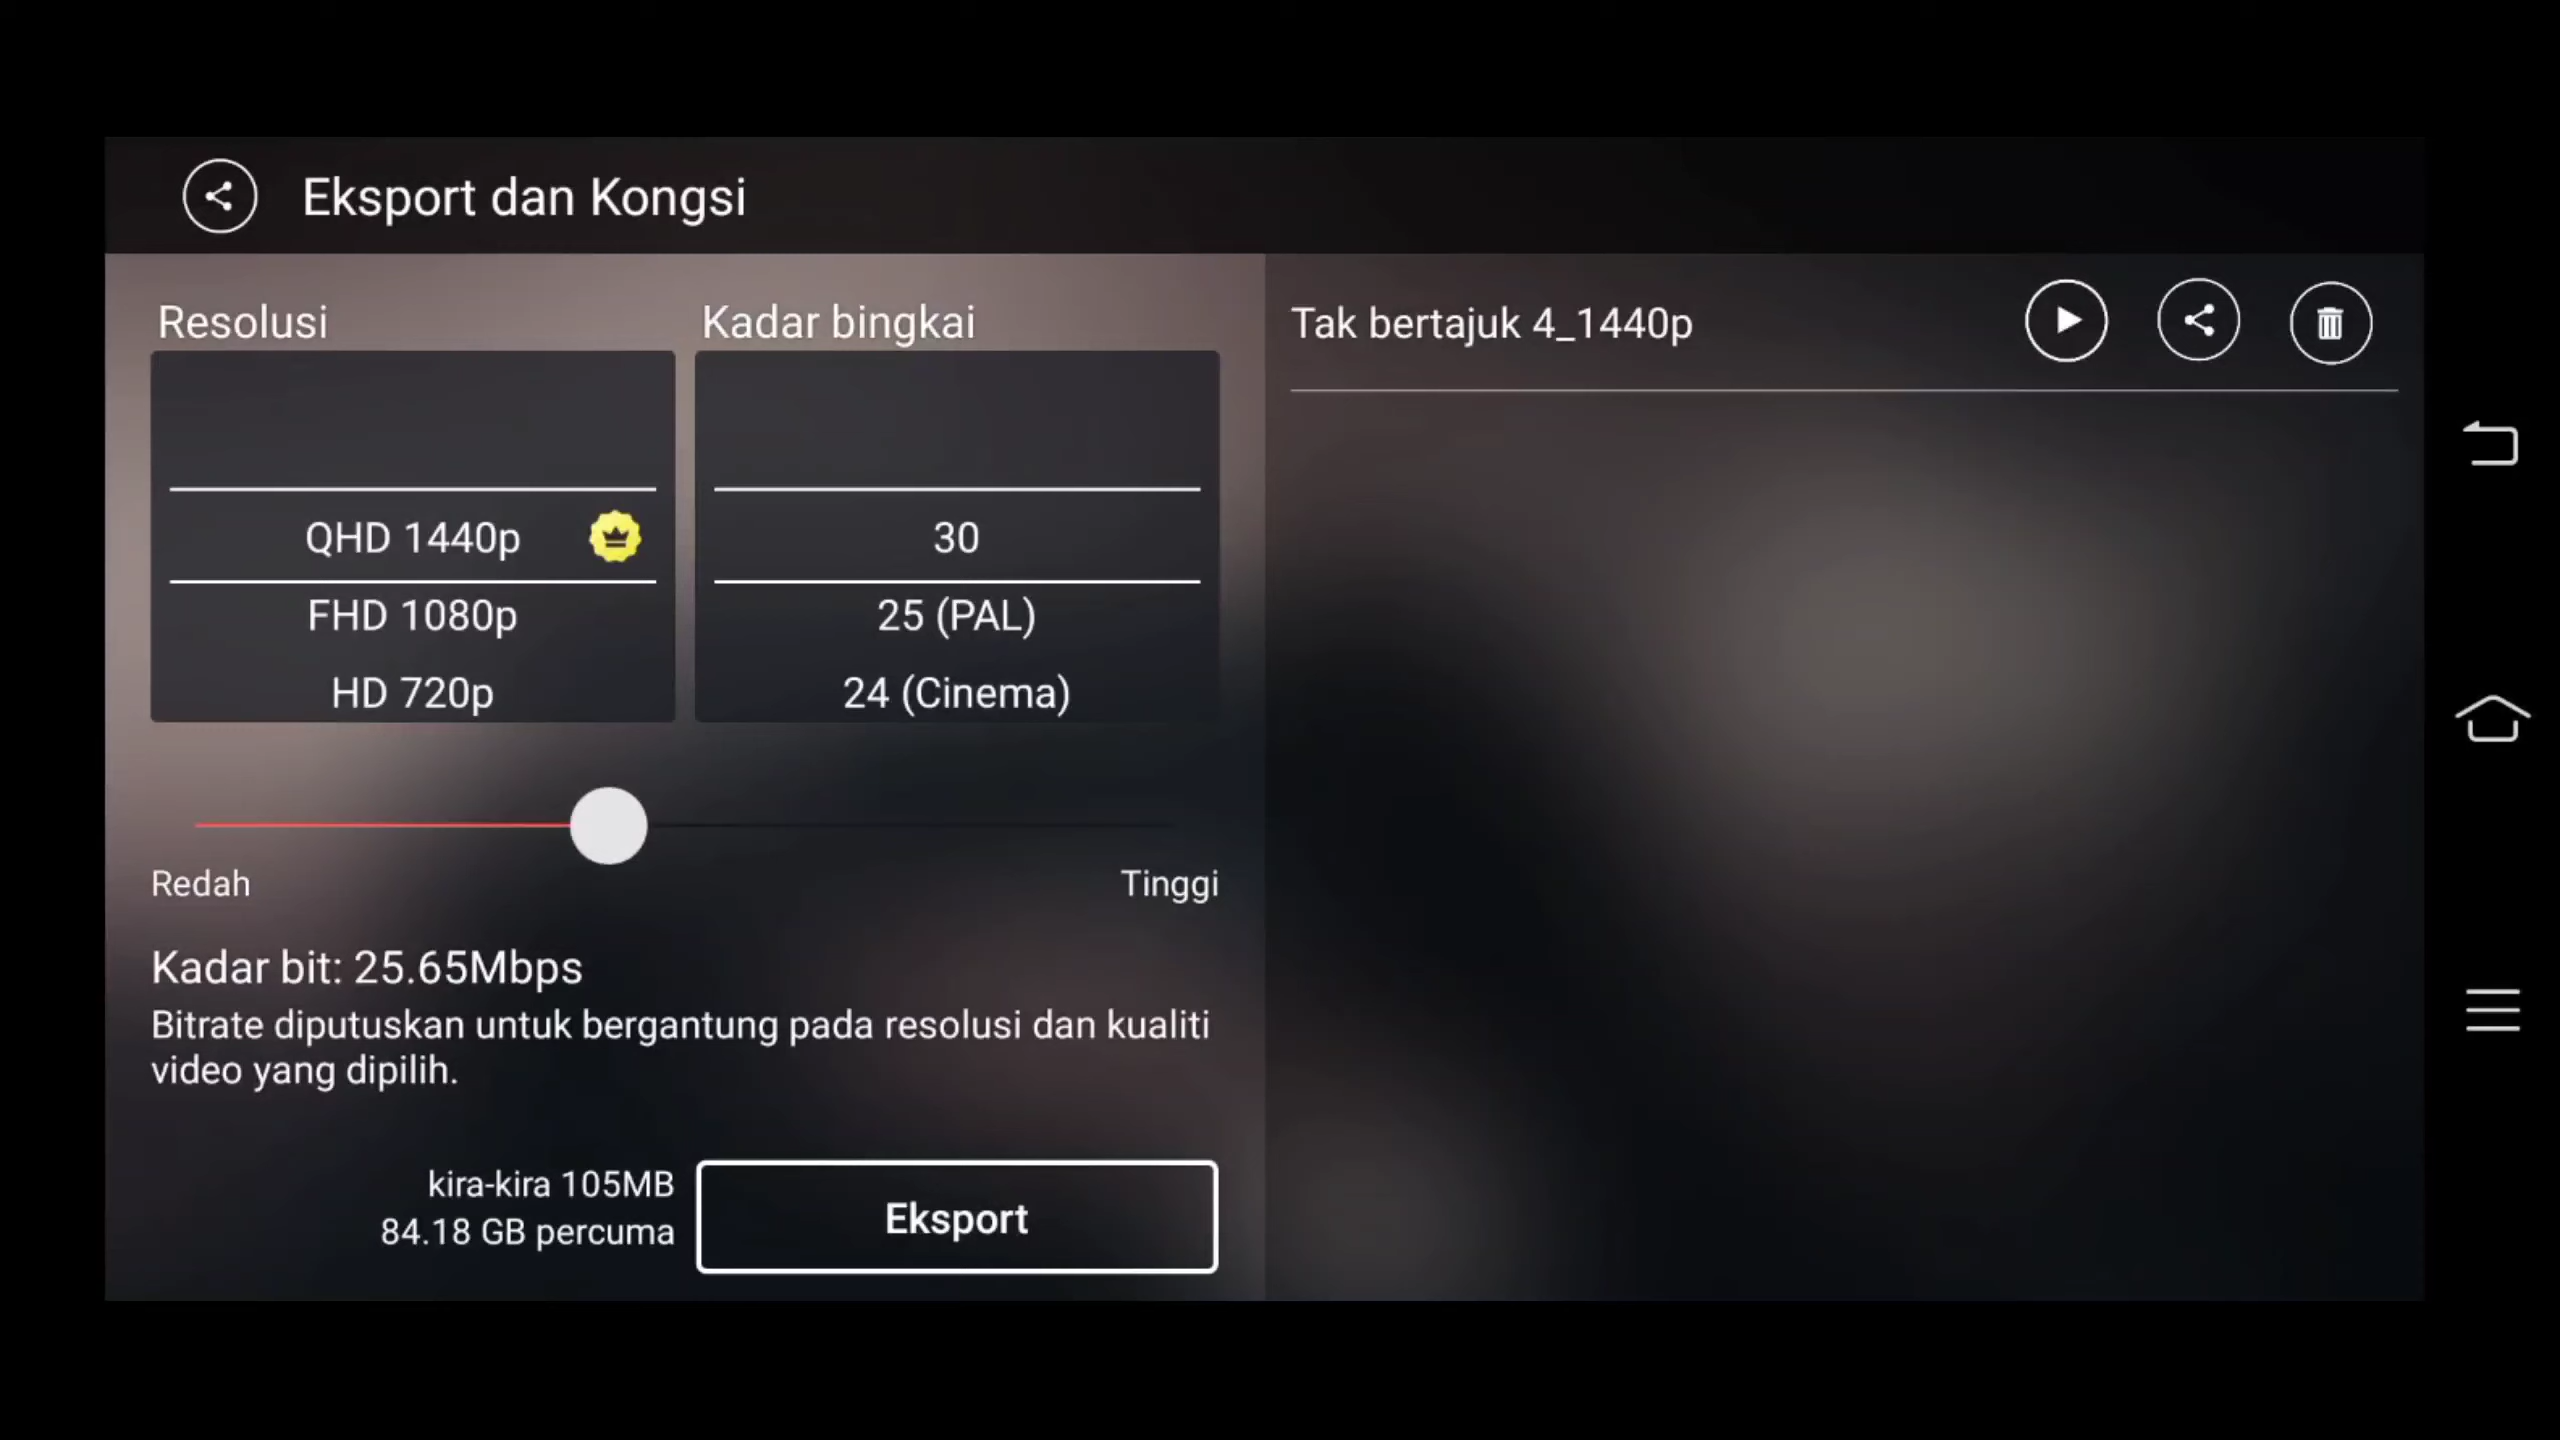 Eksport dan Kongsi
Resolusi
QHD 1440p
FHD 1080p
HD 720p
Kadar bingkai
30
25 (PAL)
24 (Cinema)
Redah
Tinggi
Kadar bit: 25.65Mbps
Bitrate diputuskan untuk bergantung pada resolusi dan kualiti
video yang dipilih.
kira-kira 105MB
84.18 GB percuma
Eksport
Tak bertajuk 4_1440p